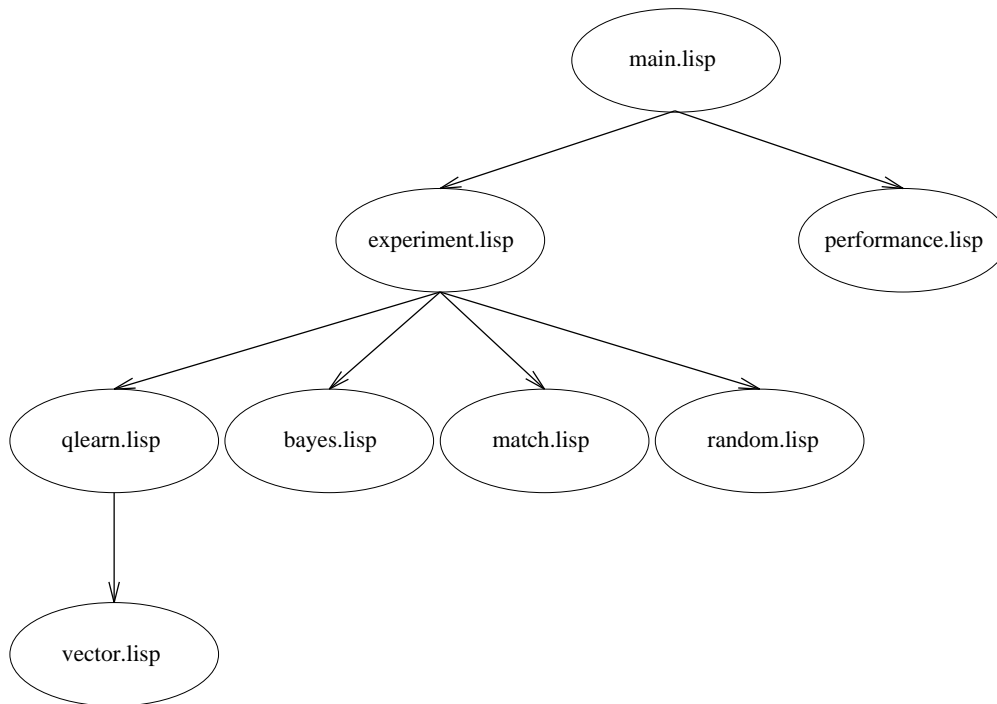 main.lisp
experiment.lisp
performance.lisp
qlearn.lisp
bayes.lisp
match.lisp
random.lisp
vector.lisp